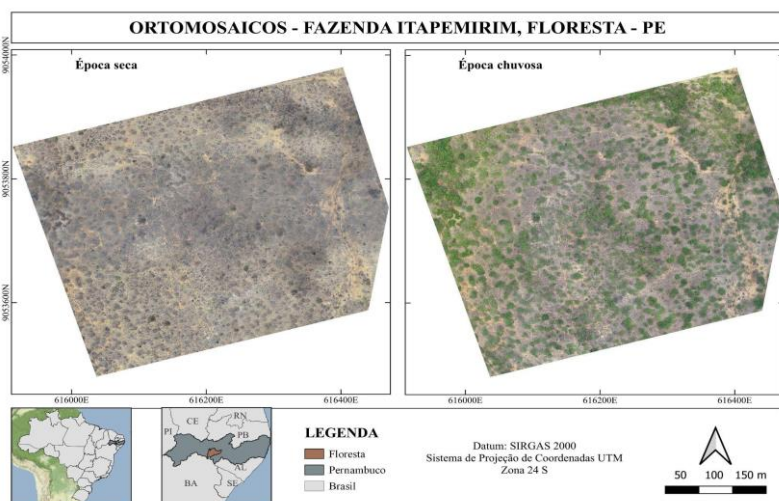 ORTOMOSAICOS - FAZENDA ITAPEMIRIM, FLORESTA - PE
Época seca
Época chuvosa
9054000N
9053800N
9053600N
616000E
616200E
616400E
616000E
616200E
616400E
CE
RN
PI
PB
AL
BA
SE
LEGENDA
Floresta
Pernambuco
Brasil
Datum: SIRGAS 2000
Sistema de Projeção de Coordenadas UTM
Zona 24 S
50 100 150 m